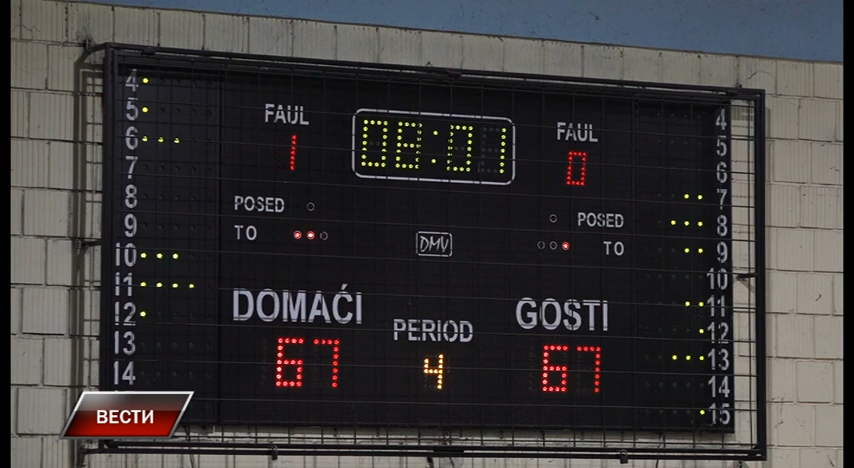 FAUL 08:01 FAUL
1 0
POSED POSED
TO DMV TO
DOMAĆI PERIOD GOSTI
67 4 67
4 4
5 5
6 6
7 7
8 8
9 9
10 10
11 11
12 12
13 13
14 14
15
ВЕСТИ